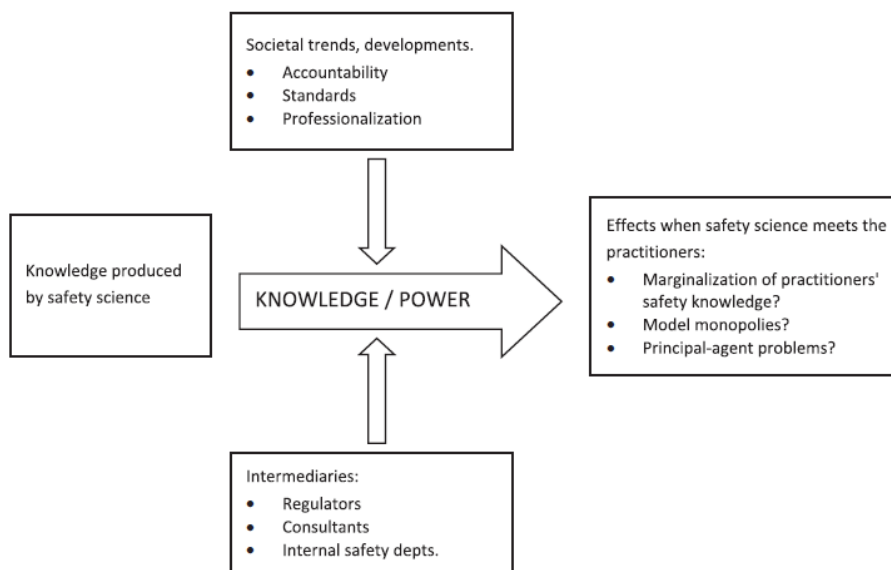 Societal trends, developments.
• Accountability
• Standards
• Professionalization
Knowledge produced
by safety science
KNOWLEDGE / POWER
Effects when safety science meets the
practitioners:
• Marginalization of practitioners'
safety knowledge?
• Model monopolies?
• Principal-agent problems?
Intermediaries:
• Regulators
• Consultants
• Internal safety depts.